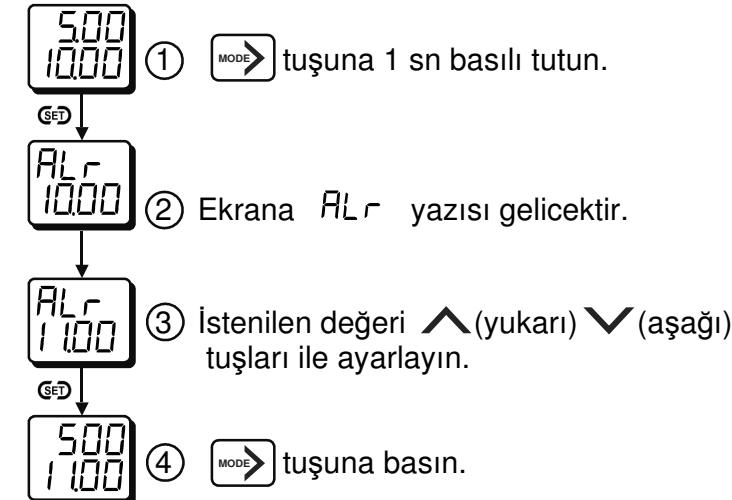 5.00
10.00
① MODE tuşuna 1 sn basılı tutun.
SET
ALr
10.00
② Ekrana ALr yazısı gelicektir.
ALr
11.00
③ İstenilen değeri (yukarı) (aşağı)
tuşları ile ayarlayın.
SET
5.00
11.00
④ MODE tuşuna basın.